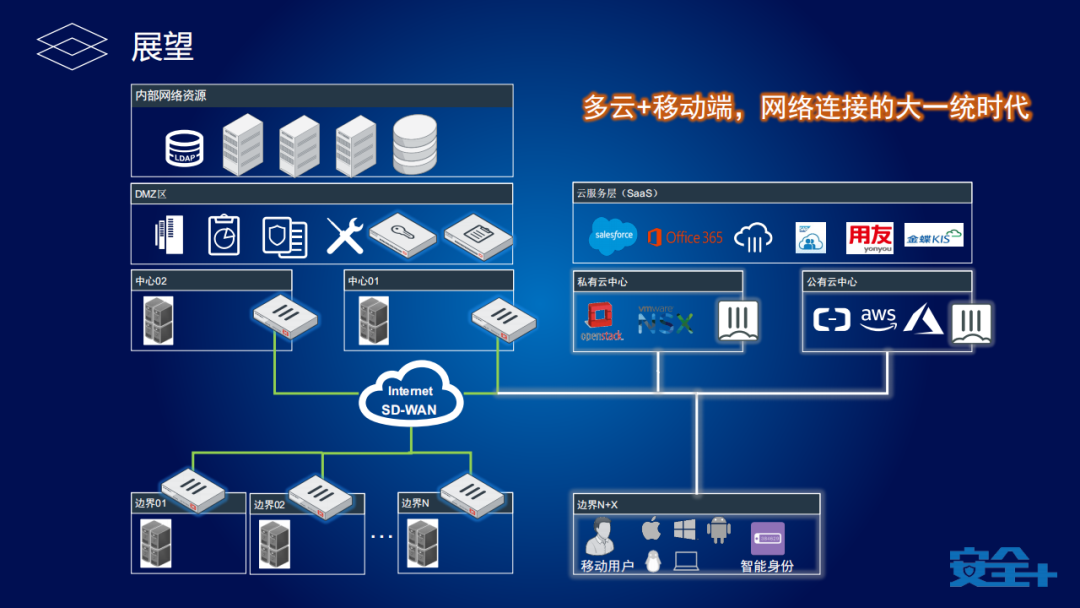 展望
多云+移动端，网络连接的大一统时代
内部网络资源
LDAP
DMZ区
中心02
中心01
Internet
SD-WAN
边界01
边界02
...
边界N
云服务层（SaaS）
salesforce
Office 365
用友
yonyou
金蝶KIS
私有云中心
openstack
vmware
NSX
公有云中心
aws
边界N+X
移动用户
智能身份
安全+